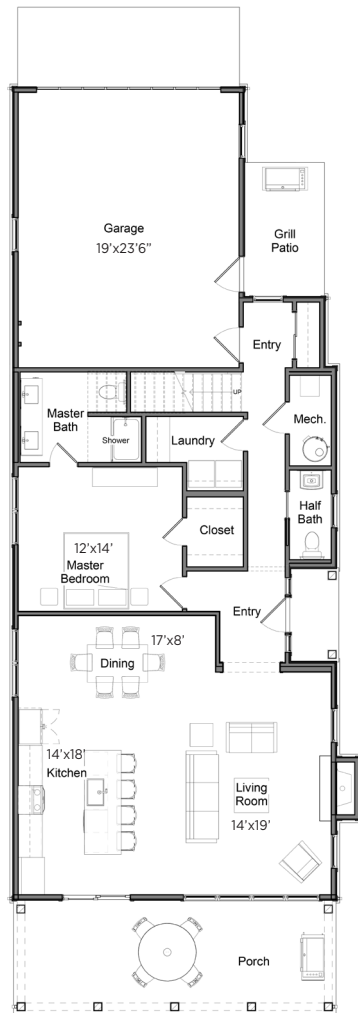 Garage
19'x23'6"
Grill
Patio
Entry
UP
Master
Bath
Shower
Laundry
Mech.
Half
Bath
Closet
12'x14'
Master
Bedroom
Entry
17'x8'
Dining
14'x18'
Kitchen
Living
Room
14'x19'
Porch